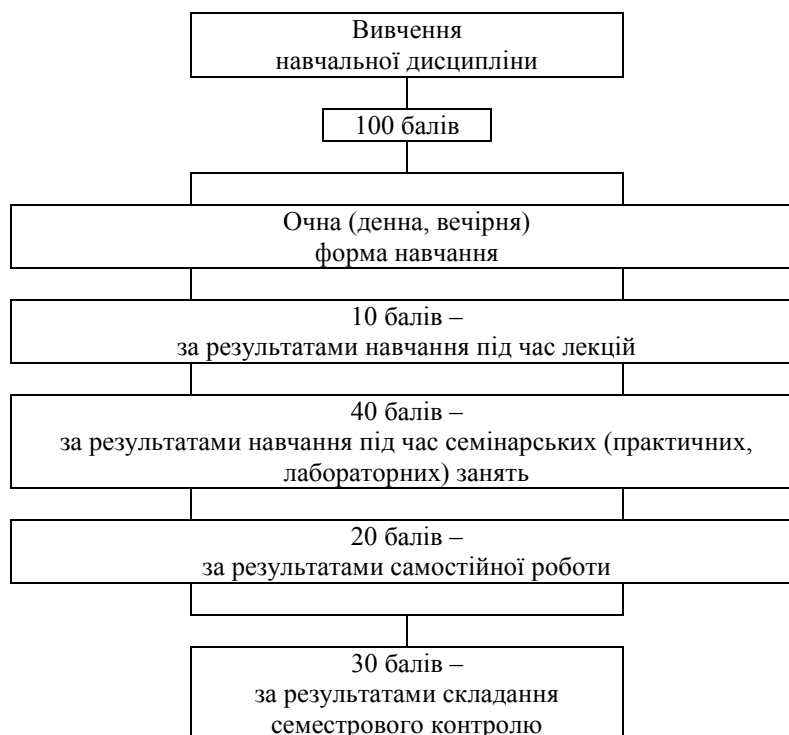 Вивчення
навчальної дисципліни
100 балів
Очна (денна, вечірня)
форма навчання
10 балів –
за результатами навчання під час лекцій
40 балів –
за результатами навчання під час семінарських (практичних,
лабораторних) занять
20 балів –
за результатами самостійної роботи
30 балів –
за результатами складання
семестрового контролю